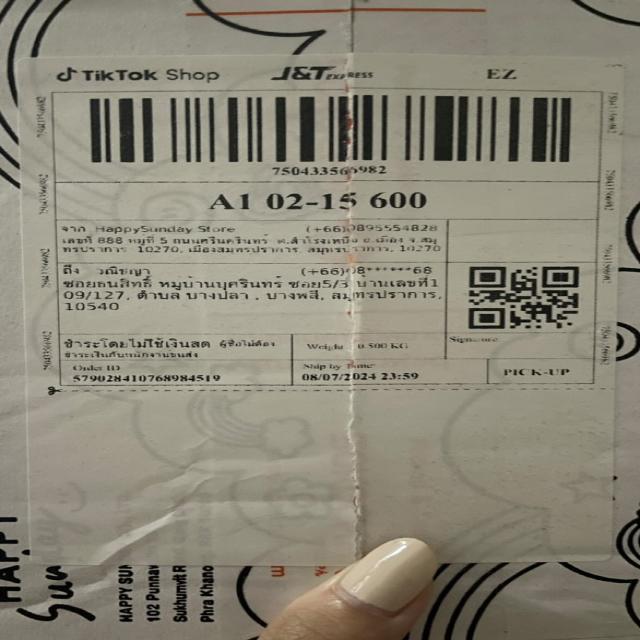 TikTok Shop
J&T EXPRESS
EZ
750433566982
A1 02-15 600
จาก HappySunday Store
(+66)0895554828
เลขที่ 888 หมู่ที่ 5 ถนนศรีนครินทร์ ต.สำโรงเหนือ อ.เมือง จ.สมุ
ทรปราการ 10270, เมืองสมุทรปราการ, สมุทรปราการ, 10270
ถึง วณิชญา
(+66)08******68
ซอยธนสิทธิ์ หมู่บ้านบุศรินทร์ ซอย5/3 บ้านเลขที่1
09/127, ตำบล บางปลา , บางพลี, สมุทรปราการ,
10540
ชำระโดยไม่ใช้เงินสด ผู้ซื้อไม่ต้อง
ชำระเงินกับพนักงานขนส่ง
Weight: 0.500 KG
Signature
Order ID
579028410768984519
Ship by Time
08/07/2024 23:59
PICK-UP
HAPPY
Sun
HAPPY SUN
102 Punnaw
Sukhumvit R
Phra Khano